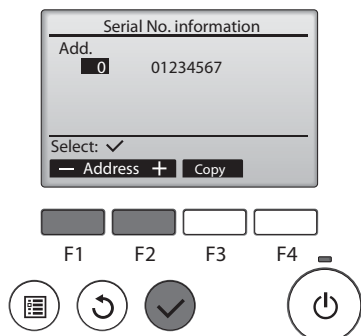 Serial No. information
Add.
0 01234567
Select: ✓
− Address + Copy
F1 F2 F3 F4